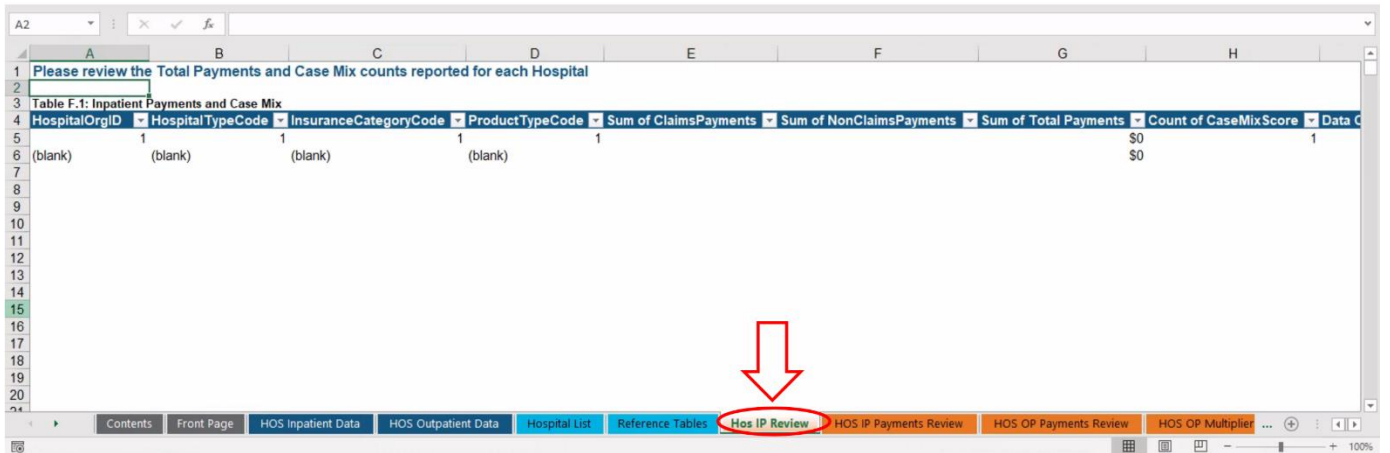 A2
fx
A B C D E F G H
1 Please review the Total Payments and Case Mix counts reported for each Hospital
2
3 Table F.1: Inpatient Payments and Case Mix
4 HospitalOrgID HospitalTypeCode InsuranceCategoryCode ProductTypeCode Sum of ClaimsPayments Sum of NonClaimsPayments Sum of Total Payments Count of CaseMixScore Data C
5 1 1 1 1 $0 1
6 (blank) (blank) (blank) (blank) $0
7
8
9
10
11
12
13
14
15
16
17
18
19
20
21
Contents Front Page HOS Inpatient Data HOS Outpatient Data Hospital List Reference Tables Hos IP Review HOS IP Payments Review HOS OP Payments Review HOS OP Multiplier ...
100%